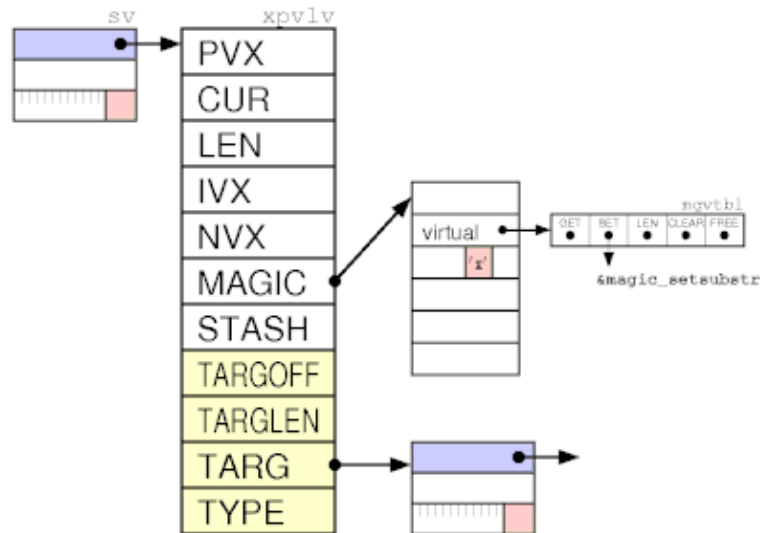 sv
xpvlv
PVX
CUR
LEN
IVX
NVX
MAGIC
STASH
TARGOFF
TARGLEN
TARG
TYPE
virtual
'x'
mgvtbl
GET SET LEN CLEAR FREE
&magic_setsubstr